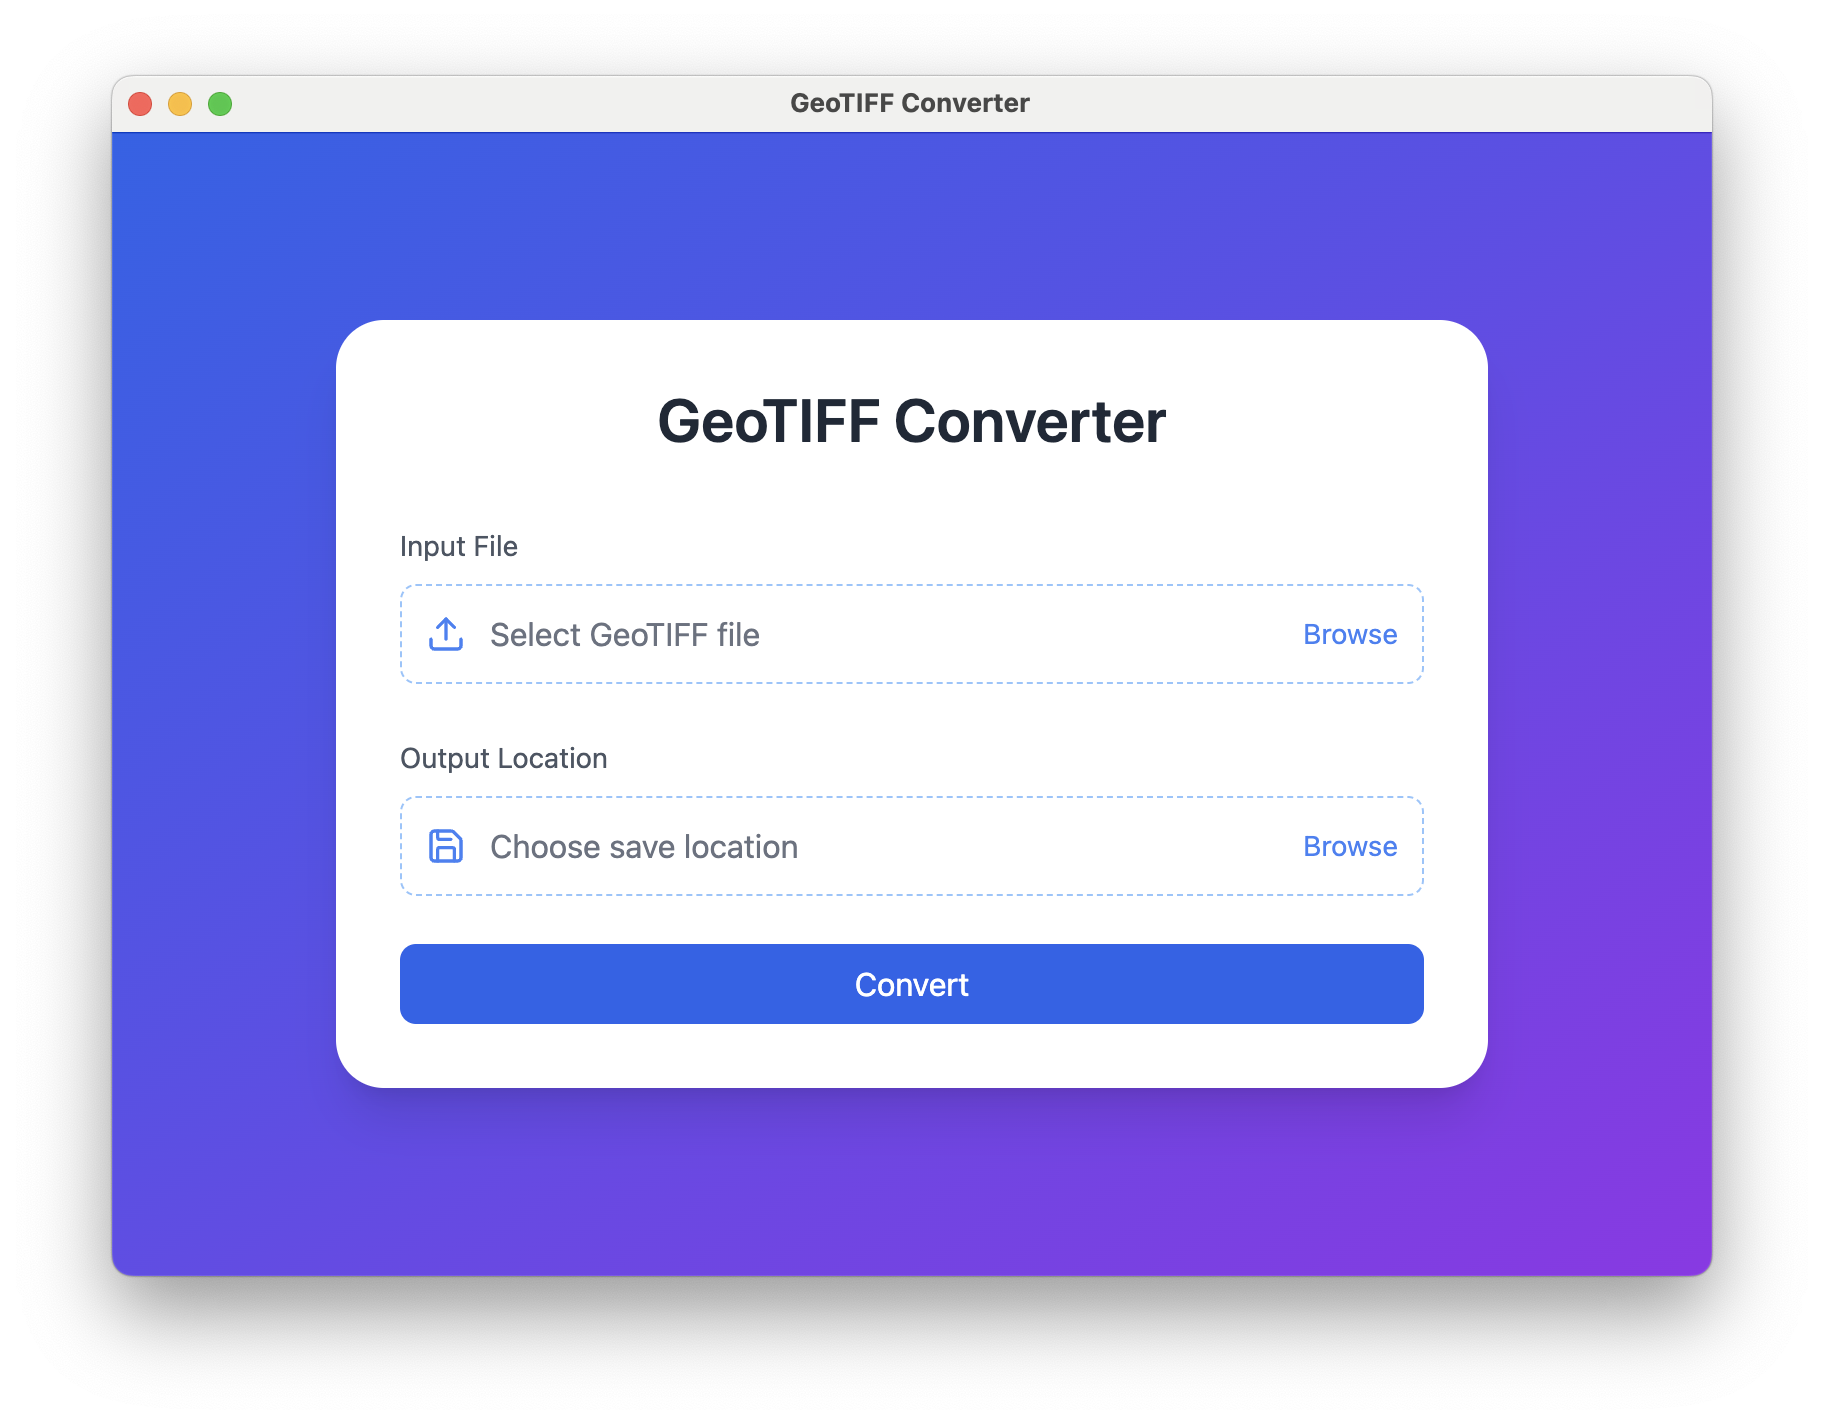 GeoTIFF Converter
GeoTIFF Converter
Input File
Select GeoTIFF file Browse
Output Location
Choose save location Browse
Convert